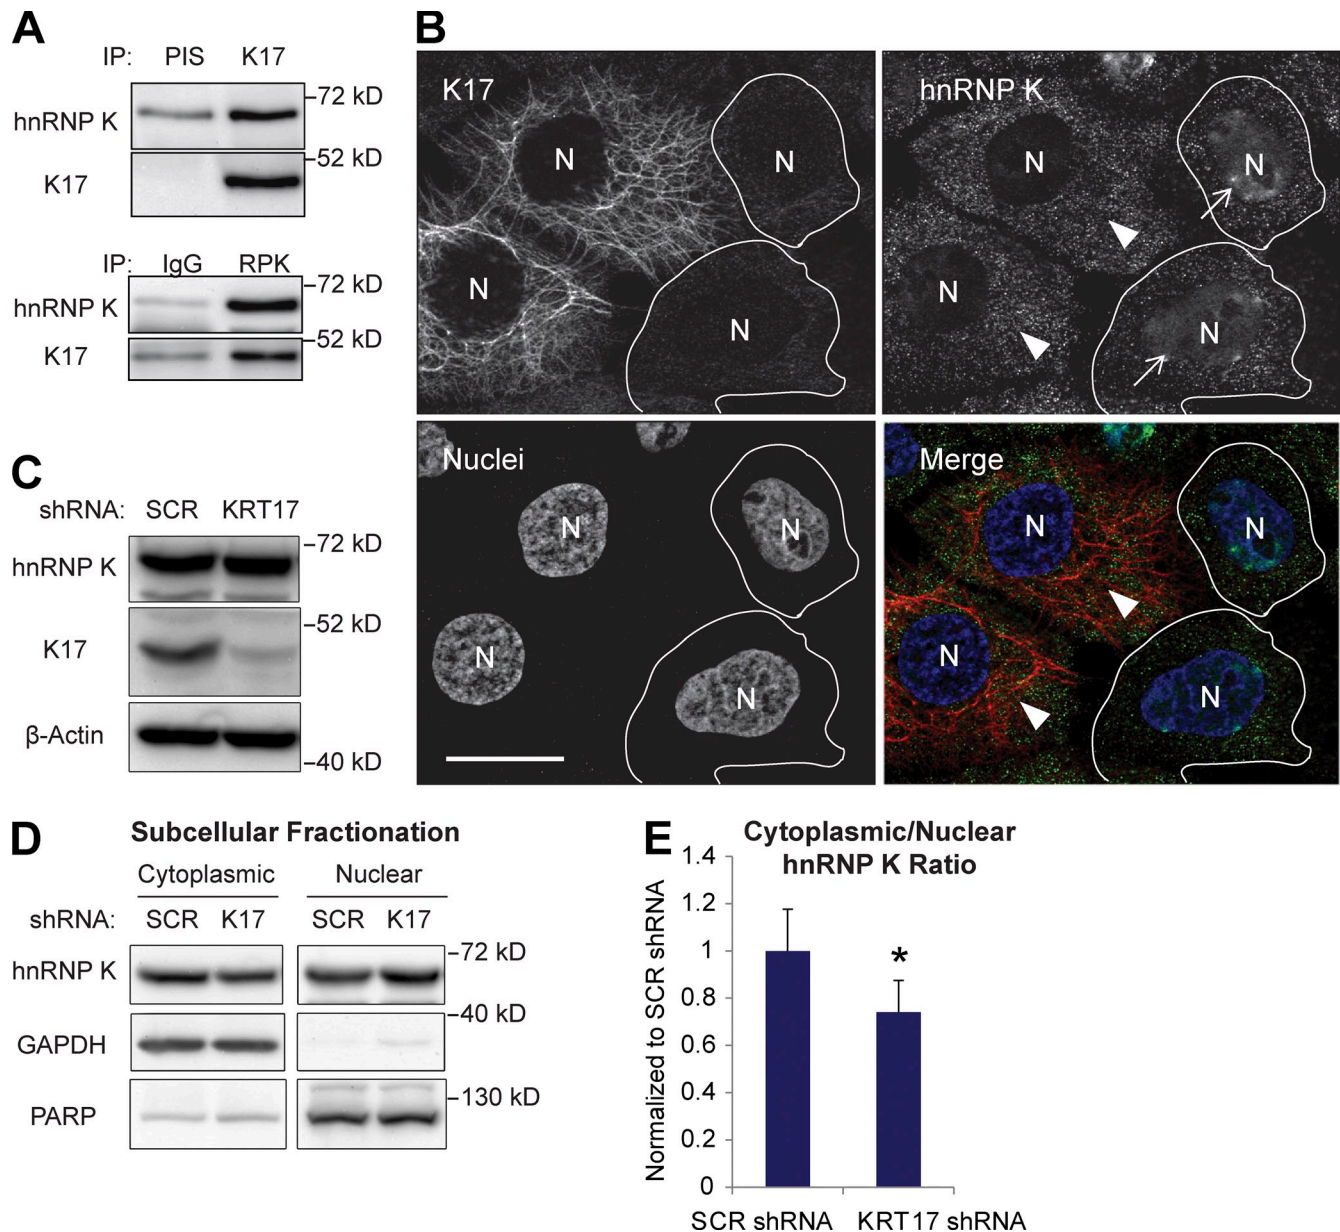 A
IP: PIS K17
hnRNP K
–72 kD
K17
–52 kD
IP: IgG RPK
hnRNP K
–72 kD
K17
–52 kD
B
K17
N
N
N
N
hnRNP K
N
N
N
N
Nuclei
N
N
N
N
Merge
N
N
N
N
C
shRNA: SCR KRT17
hnRNP K
–72 kD
K17
–52 kD
β-Actin
–40 kD
D
Subcellular Fractionation
Cytoplasmic Nuclear
shRNA: SCR K17 SCR K17
hnRNP K
–72 kD
GAPDH
–40 kD
PARP
–130 kD
E
Cytoplasmic/Nuclear
hnRNP K Ratio
Normalized to SCR shRNA
1.4
1.2
1
0.8
0.6
0.4
0.2
0
*
SCR shRNA KRT17 shRNA